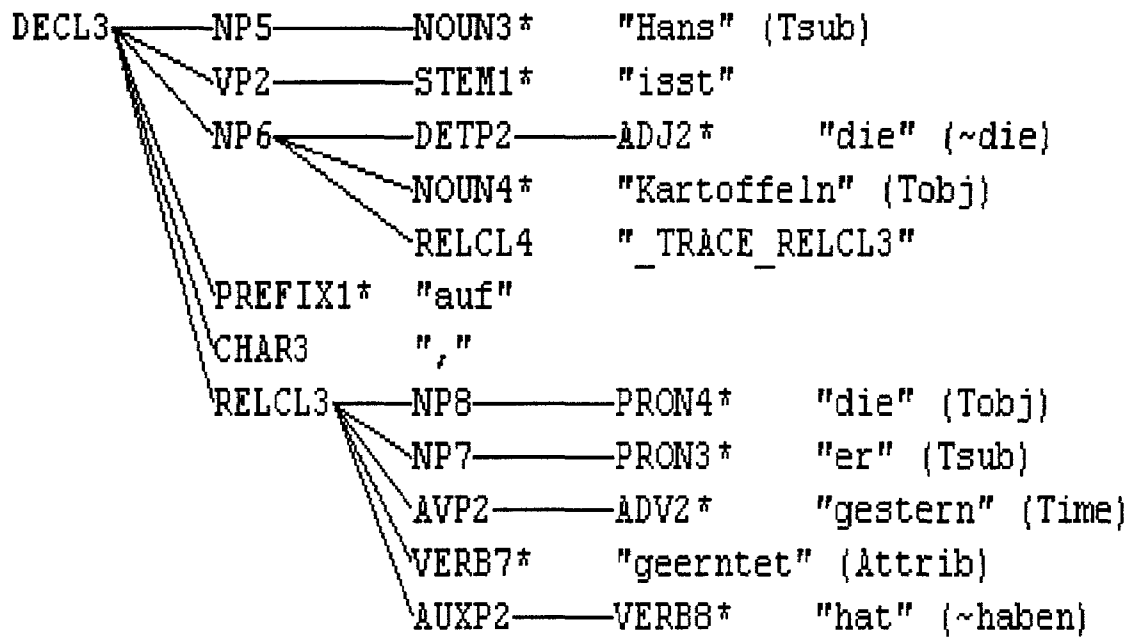 DECL3 NP5 NOUN3* "Hans" (Tsub)
VP2 STEM1* "isst"
NP6 DETP2 ADJ2* "die" (~die)
NOUN4* "Kartoffeln" (Tobj)
RELCL4 "_TRACE_RELCL3"
PREFIX1* "auf"
CHAR3 ","
RELCL3 NP8 PRON4* "die" (Tobj)
NP7 PRON3* "er" (Tsub)
AVP2 ADV2* "gestern" (Time)
VERB7* "geerntet" (Attrib)
AUXP2 VERB8* "hat" (~haben)